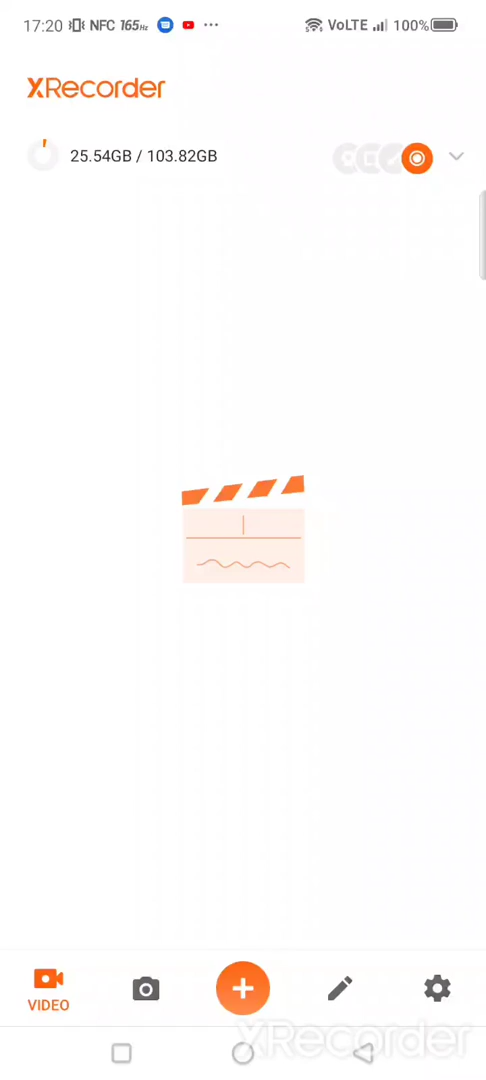 17:20 NFC 165Hz ··· VoLTE 100%
XRecorder
25.54GB / 103.82GB
VIDEO
XRecorder